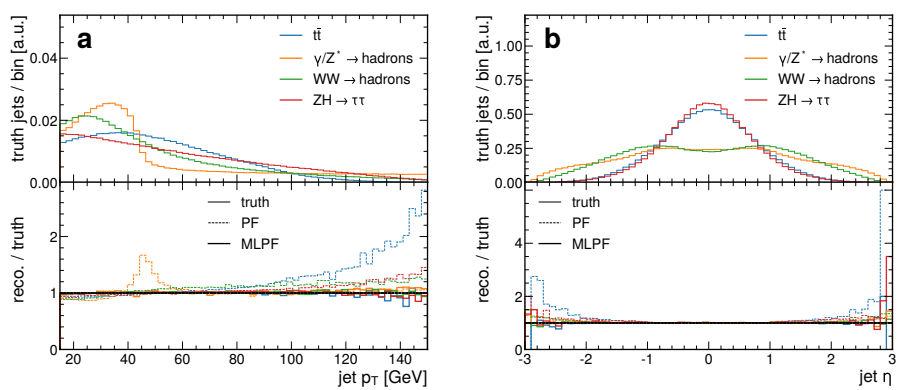 a
truth jets / bin [a.u.]
0.04
0.02
0.00
tt̄
γ/Z* → hadrons
WW → hadrons
ZH → ττ
reco. / truth
2
1
0
truth
PF
MLPF
20 40 60 80 100 120 140
jet pT [GeV]
b
truth jets / bin [a.u.]
1.00
0.75
0.50
0.25
0.00
tt̄
γ/Z* → hadrons
WW → hadrons
ZH → ττ
reco. / truth
6
4
2
0
truth
PF
MLPF
−3 −2 −1 0 1 2 3
jet η